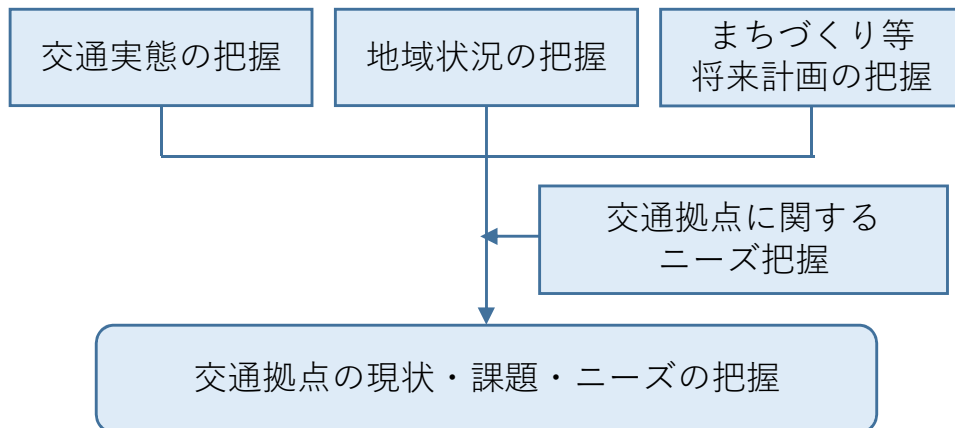 交通実態の把握
地域状況の把握
まちづくり等
将来計画の把握
交通拠点に関する
ニーズ把握
交通拠点の現状・課題・ニーズの把握